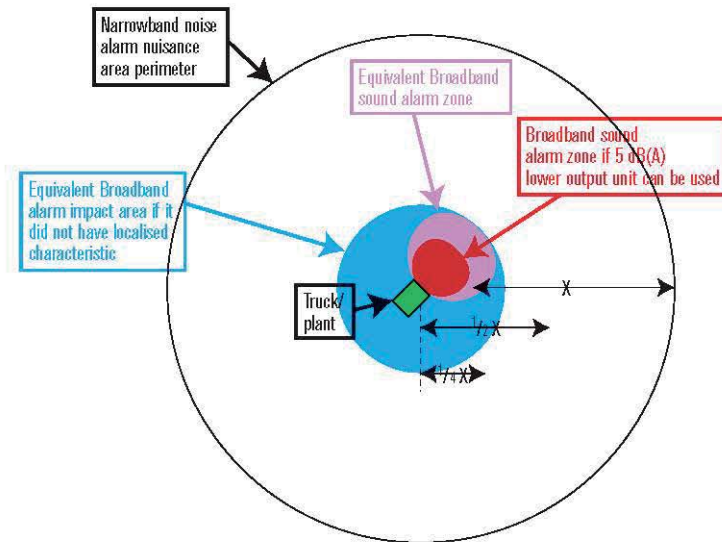 Narrowband noise
alarm nuisance
area perimeter
Equivalent Broadband
sound alarm zone
Broadband sound
alarm zone if 5 dB(A)
lower output unit can be used
Equivalent Broadband
alarm impact area if it
did not have localised
characteristic
Truck/
plant
X
1/2 X
1/4 X